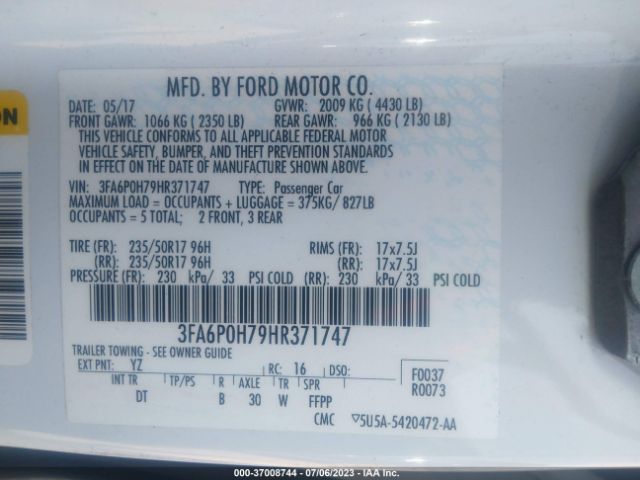 MFD. BY FORD MOTOR CO.
DATE: 05/17 GVWR: 2009 KG ( 4430 LB)
FRONT GAWR: 1066 KG ( 2350 LB) REAR GAWR: 966 KG ( 2130 LB)
THIS VEHICLE CONFORMS TO ALL APPLICABLE FEDERAL MOTOR
VEHICLE SAFETY, BUMPER, AND THEFT PREVENTION STANDARDS
IN EFFECT ON THE DATE OF MANUFACTURE SHOWN ABOVE.
VIN: 3FA6P0H79HR371747 TYPE: Passenger Car
MAXIMUM LOAD = OCCUPANTS + LUGGAGE = 375KG/ 827LB
OCCUPANTS = 5 TOTAL; 2 FRONT, 3 REAR
TIRE (FR): 235/50R17 96H RIMS (FR): 17x7.5J
(RR): 235/50R17 96H (RR): 17x7.5J
PRESSURE (FR): 230 kPa/ 33 PSI COLD (RR): 230 kPa/ 33 PSI COLD
3FA6P0H79HR371747
TRAILER TOWING - SEE OWNER GUIDE
EXT PNT: YZ RC: 16 DSO: F0037
INT TR TP/PS R AXLE TR SPR R0073
DT B 30 W FFPP
CMC ▽5U5A-5420472-AA
000-37008744 / 07/06/2023 / IAA Inc.